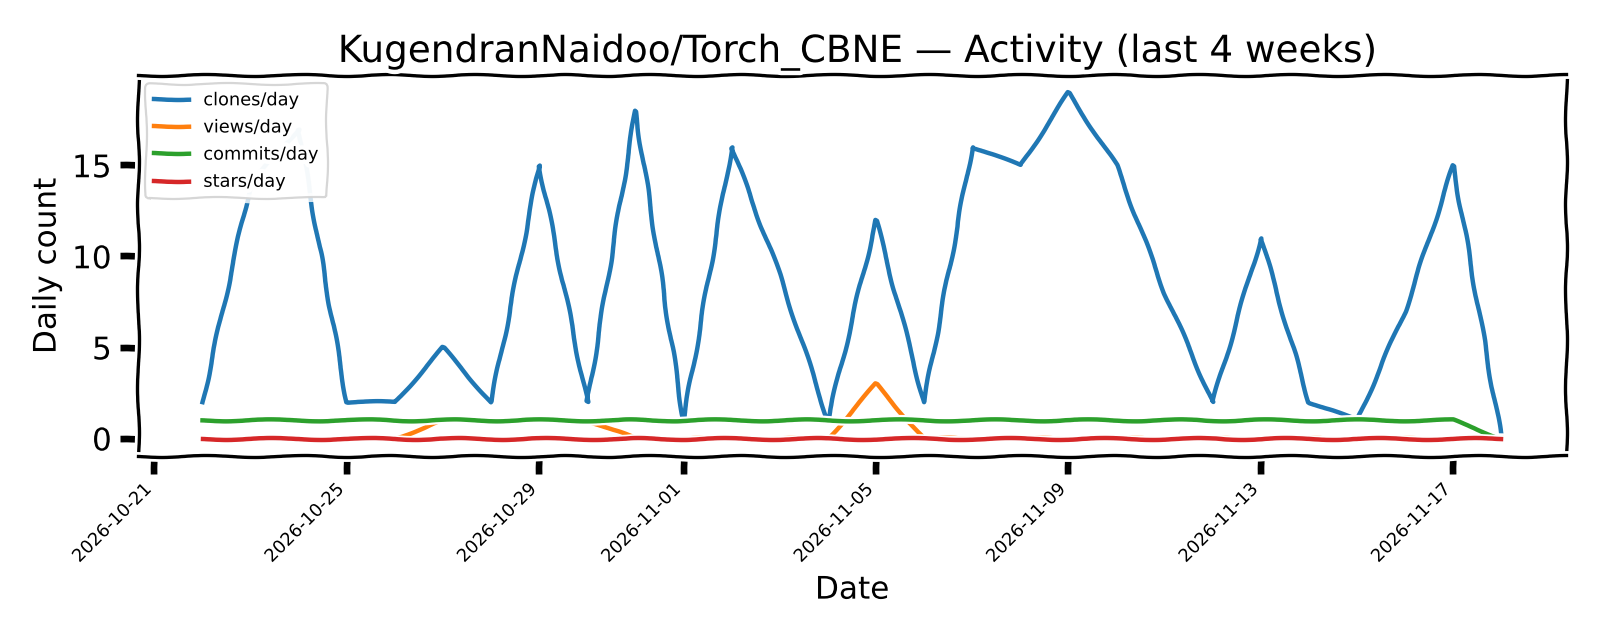 KugendranNaidoo/Torch_CBNE — Activity (last 4 weeks)
clones/day
views/day
commits/day
stars/day
Daily count
15
10
5
0
2026-10-21
2026-10-25
2026-10-29
2026-11-01
2026-11-05
2026-11-09
2026-11-13
2026-11-17
Date